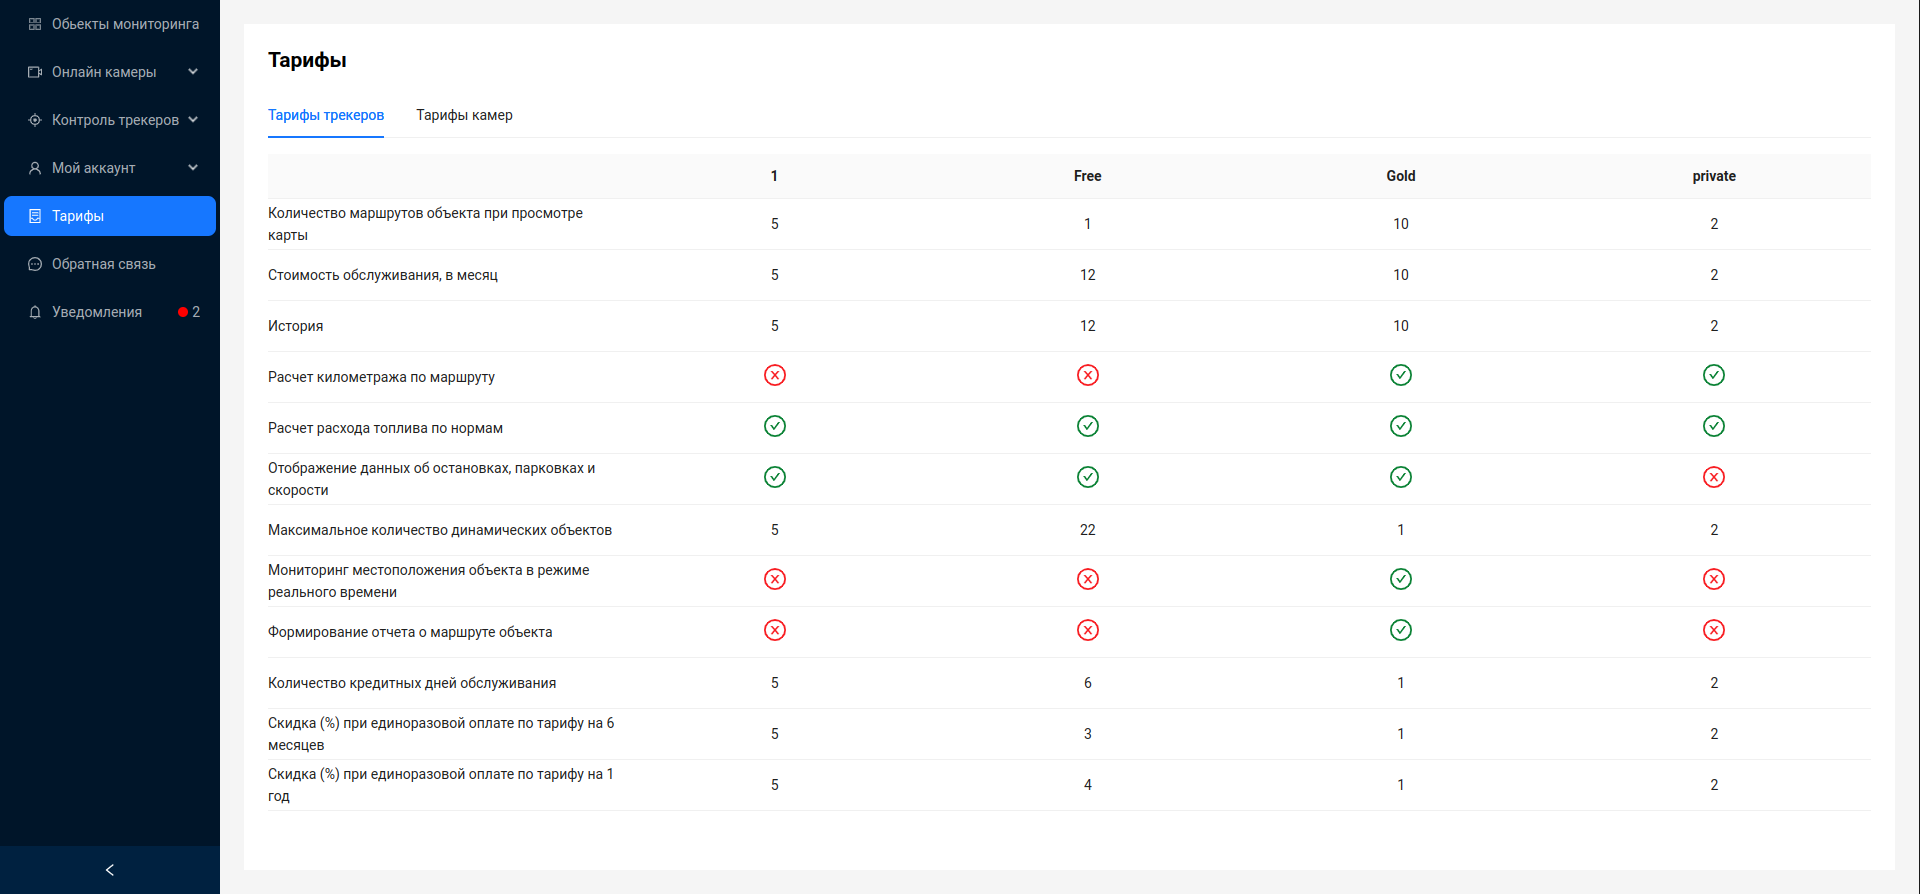 Обьекты мониторинга
Онлайн камеры
Контроль трекеров
Мой аккаунт
Тарифы
Обратная связь
Уведомления 2
Тарифы
Тарифы трекеров Тарифы камер
1 Free Gold private
Количество маршрутов объекта при просмотре
карты
5 1 10 2
Стоимость обслуживания, в месяц 5 12 10 2
История 5 12 10 2
Расчет километража по маршруту
Расчет расхода топлива по нормам
Отображение данных об остановках, парковках и
скорости
Максимальное количество динамических объектов 5 22 1 2
Мониторинг местоположения объекта в режиме
реального времени
Формирование отчета о маршруте объекта
Количество кредитных дней обслуживания 5 6 1 2
Скидка (%) при единоразовой оплате по тарифу на 6
месяцев
5 3 1 2
Скидка (%) при единоразовой оплате по тарифу на 1
год
5 4 1 2